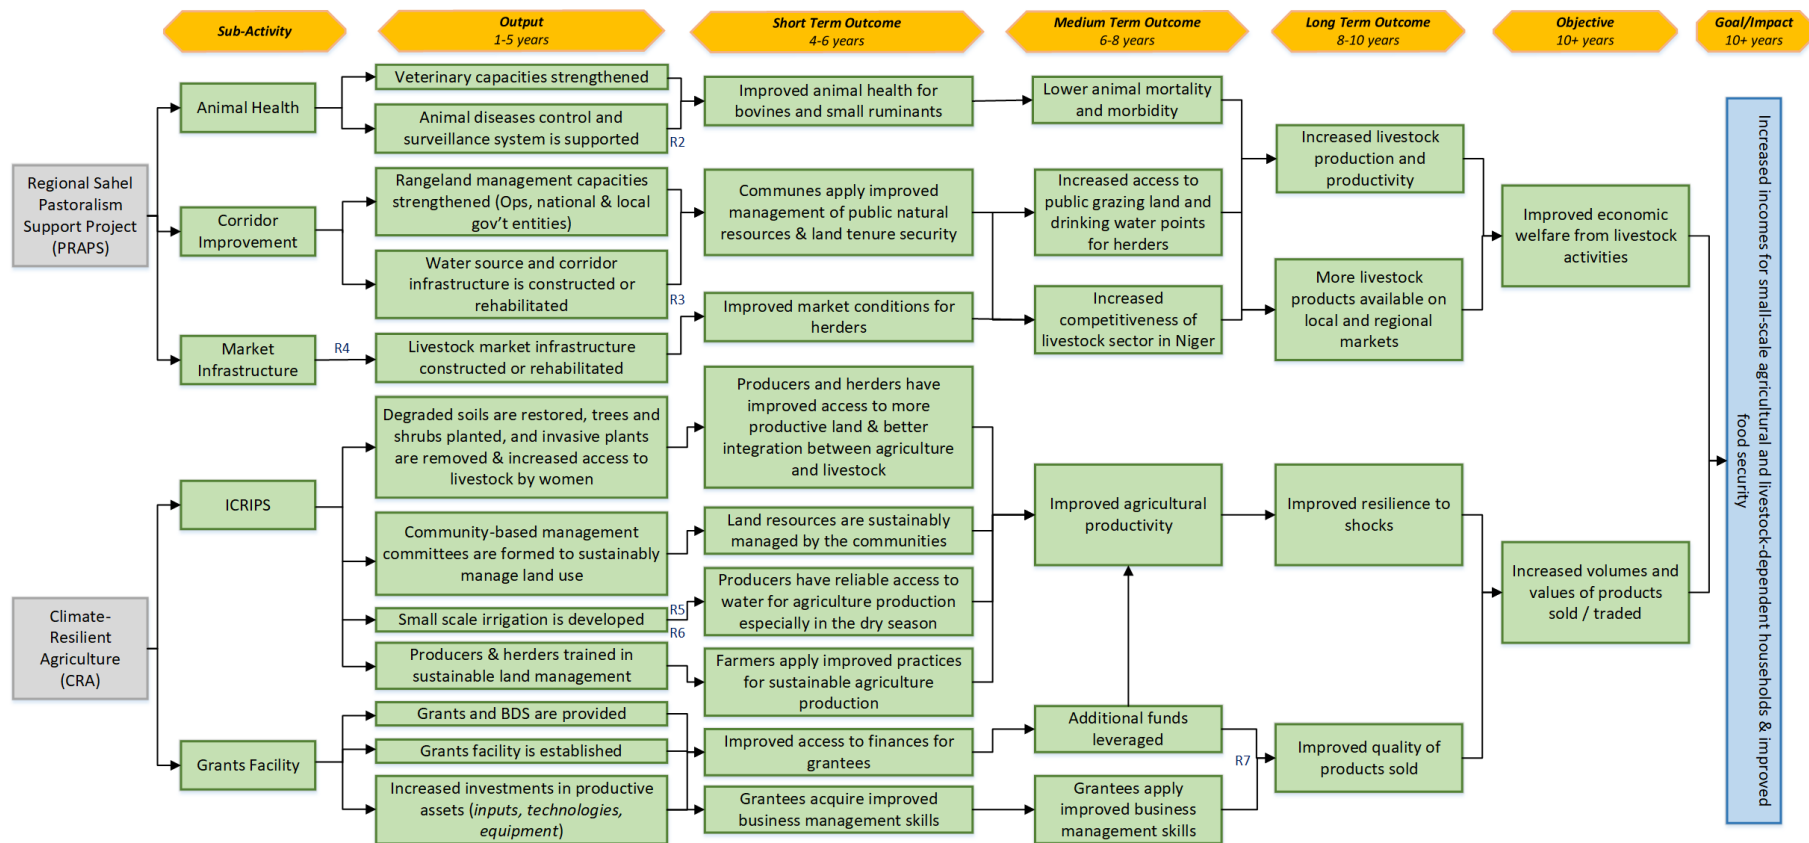 Sub-Activity
Output
1-5 years
Short Term Outcome
4-6 years
Medium Term Outcome
6-8 years
Long Term Outcome
8-10 years
Objective
10+ years
Goal/Impact
10+ years
Regional Sahel
Pastoralism
Support Project
(PRAPS)
Animal Health
Corridor
Improvement
Market
Infrastructure
R4
Veterinary capacities strengthened
Animal diseases control and
surveillance system is supported
R2
Rangeland management capacities
strengthened (Ops, national & local
gov't entities)
Water source and corridor
infrastructure is constructed or
rehabilitated
R3
Livestock market infrastructure
constructed or rehabilitated
Improved animal health for
bovines and small ruminants
Communes apply improved
management of public natural
resources & land tenure security
Improved market conditions for
herders
Lower animal mortality
and morbidity
Increased access to
public grazing land and
drinking water points
for herders
Increased
competitiveness of
livestock sector in Niger
Increased livestock
production and
productivity
More livestock
products available on
local and regional
markets
Improved economic
welfare from livestock
activities
Climate-
Resilient
Agriculture
(CRA)
ICRIPS
Grants Facility
Degraded soils are restored, trees and
shrubs planted, and invasive plants
are removed & increased access to
livestock by women
Community-based management
committees are formed to sustainably
manage land use
Small scale irrigation is developed
R5
R6
Producers & herders trained in
sustainable land management
Grants and BDS are provided
Grants facility is established
Increased investments in productive
assets (inputs, technologies,
equipment)
Producers and herders have
improved access to more
productive land & better
integration between agriculture
and livestock
Land resources are sustainably
managed by the communities
Producers have reliable access to
water for agriculture production
especially in the dry season
Farmers apply improved practices
for sustainable agriculture
production
Improved access to finances for
grantees
Grantees acquire improved
business management skills
Improved agricultural
productivity
Additional funds
leveraged
Grantees apply
improved business
management skills
R7
Improved resilience to
shocks
Improved quality of
products sold
Increased volumes and
values of products
sold / traded
Increased incomes for small-scale agricultural and livestock-dependent households & improved
food security